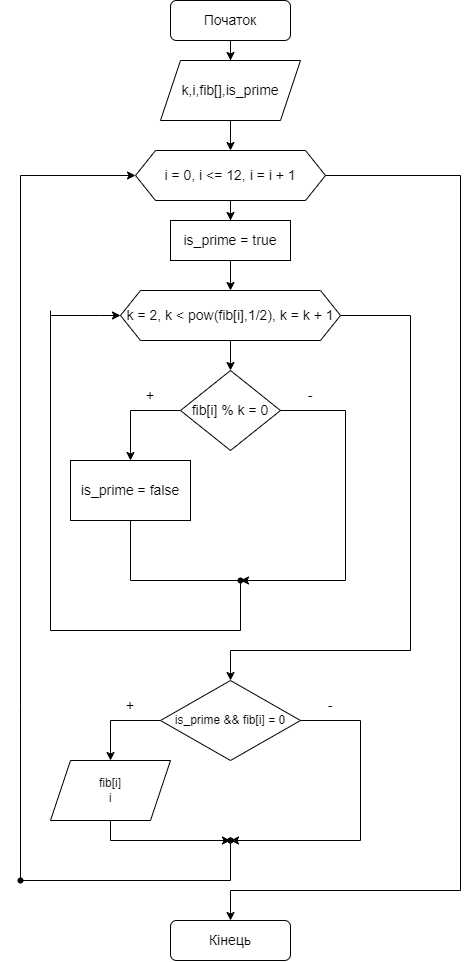 Початок
k,i,fib[],is_prime
i = 0, i <= 12, i = i + 1
is_prime = true
k = 2, k < pow(fib[i],1/2), k = k + 1
+
-
fib[i] % k = 0
is_prime = false
+
-
is_prime && fib[i] = 0
fib[i]
i
Кінець